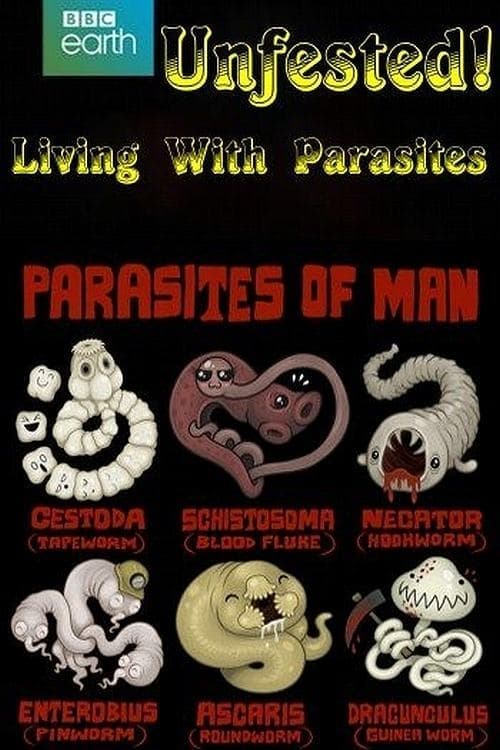 BBC
earth
Unfested!
Living With Parasites
PARASITES OF MAN
CESTODA
(TAPEWORM)
SCHISTOSOMA
(BLOOD FLUKE)
NECATOR
(HOOKWORM)
ENTEROBIUS
(PINWORM)
ASCARIS
(ROUNDWORM)
DRACUNCULUS
(GUINEA WORM)